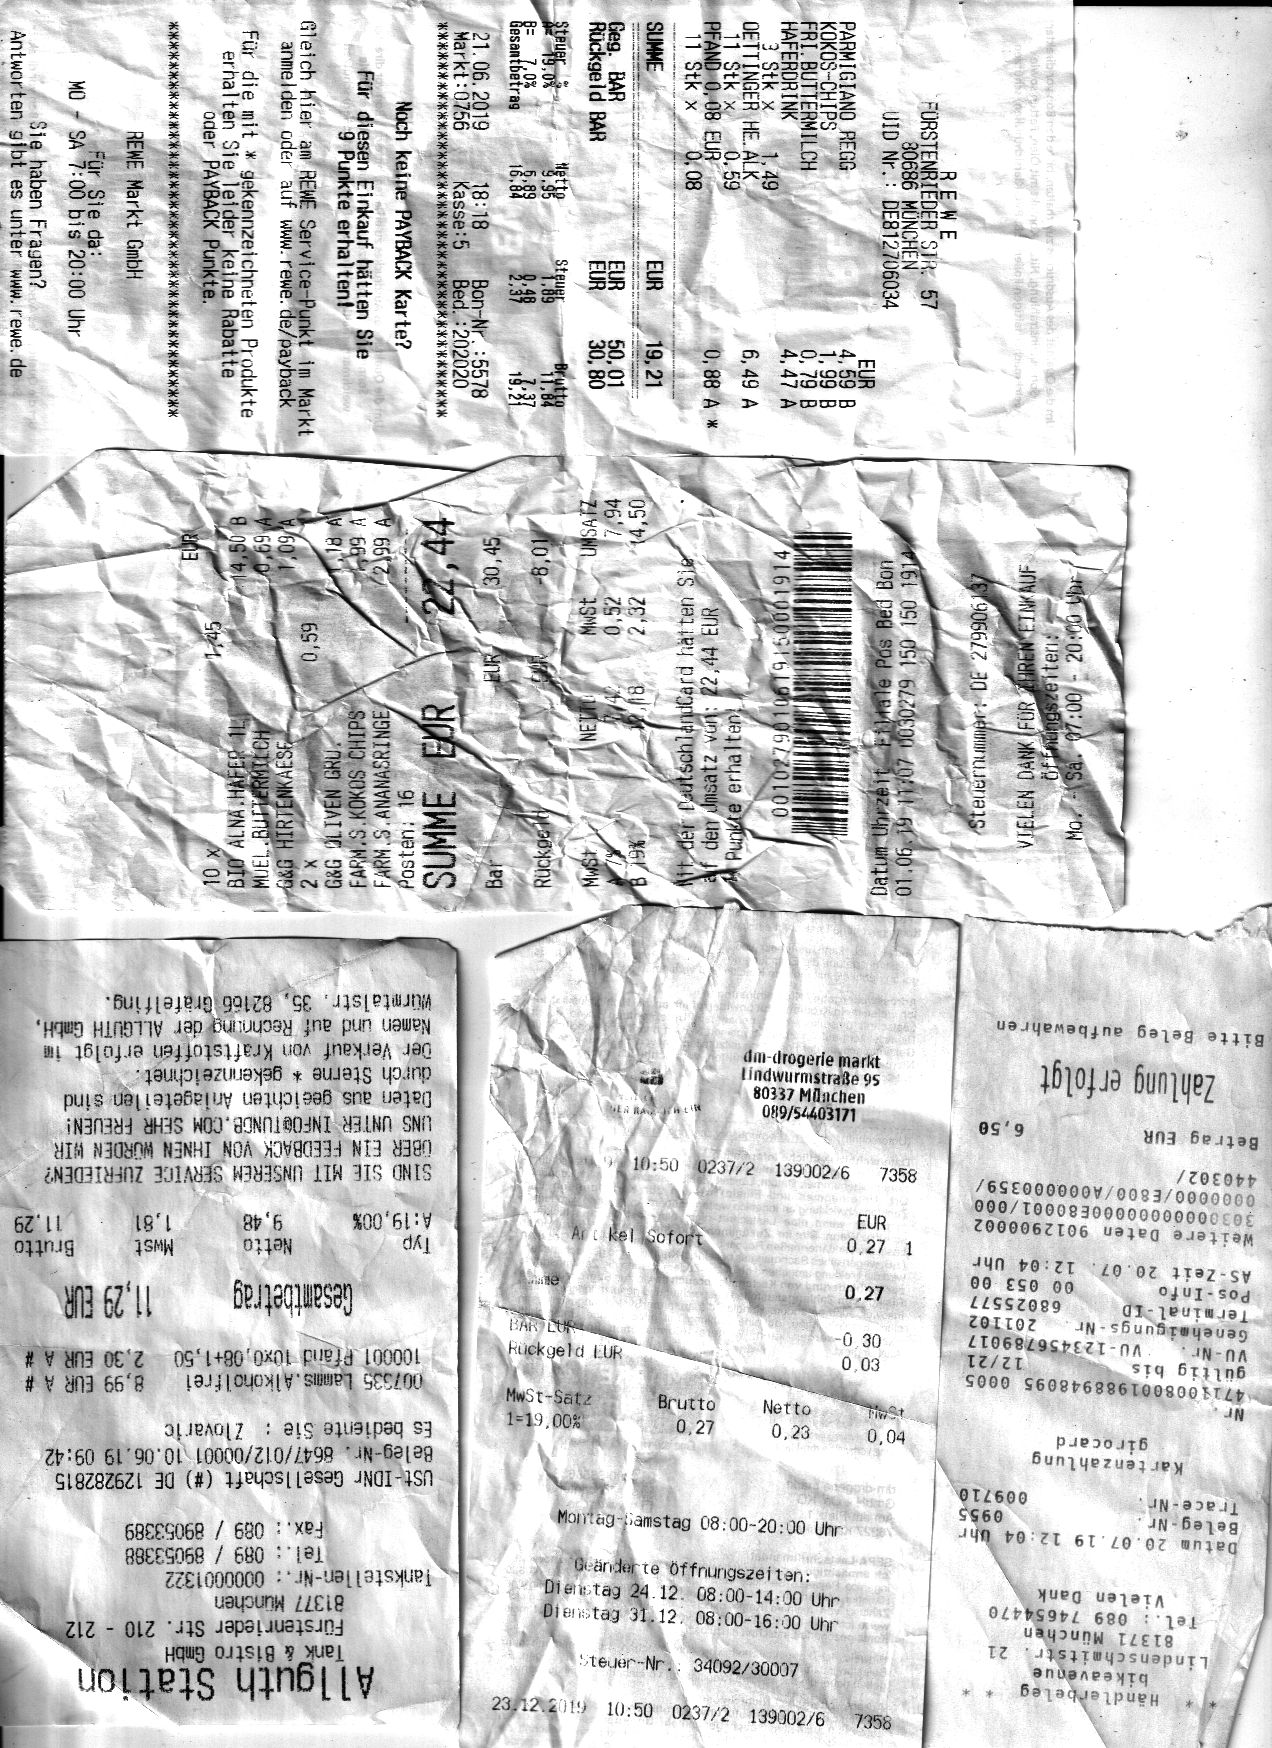 R E W E
FÜRSTENRIEDER STR. 57
80686 MÜNCHEN
UID Nr.: DE812706034
EUR
PARMIGIANO REGG 4,59 B
KOKOS-CHIPS 1,99 B
FRI.BUTTERMILCH 0,79 B
HAFERDRINK 4,47 A
3 Stk x 1,49
OETTINGER HE.ALK 6,49 A
11 Stk x 0,59
PFAND 0,08 EUR 0,88 A *
11 Stk x 0,08
SUMME EUR 19,21
Geg. BAR EUR 50,01
Rückgeld BAR EUR 30,80
Steuer % Netto Steuer Brutto
A= 19,0% 9,95 1,89 11,84
B= 7,0% 6,89 0,48 7,37
Gesamtbetrag 16,84 2,37 19,21
21.06.2019 18:18 Bon-Nr.:5578
Markt:0756 Kasse:5 Bed.:202020
****************************************
Noch keine PAYBACK Karte?
Für diesen Einkauf hätten Sie
9 Punkte erhalten!
Gleich hier am REWE Service-Punkt im Markt
anmelden oder auf www.rewe.de/payback
Für die mit * gekennzeichneten Produkte
erhalten Sie leider keine Rabatte
oder PAYBACK Punkte.
****************************************
REWE Markt GmbH
Für Sie da:
MO - SA 7:00 bis 20:00 Uhr
Sie haben Fragen?
Antworten gibt es unter www.rewe.de
EUR
10 x 1,45
BIO ALNA.HAFER 1L 14,50 B
MUEL.BUTTERMILCH 0,69 A
G&G HIRTENKAESE 1,09 A
2 x 0,59
G&G OLIVEN GRU. 1,18 A
FARM.S.KOKOS CHIPS 1,99 A
FARM.S.ANANASRINGE 2,99 A
Posten: 16
SUMME EUR 22,44
Bar EUR 30,45
Rückgeld EUR -8,01
MwSt NETTO MwSt UMSATZ
A 7% 7,42 0,52 7,94
B 19% 12,18 2,32 14,50
Mit der DeutschlandCard hätten Sie
auf den Umsatz von: 22,44 EUR
Punkte erhalten
Datum Uhrzeit Filiale Pos Bed Bon
01.06.19 11:07 0030279 150 150 1914
Steuernummer: DE 279906137
VIELEN DANK FÜR IHREN EINKAUF
Öffnungszeiten:
Mo. - Sa. 07:00 - 20:00 Uhr
Allguth Station
Tank & Bistro GmbH
Fürstenrieder Str. 210 - 212
81377 München
Tankstellen-Nr.: 0000001322
Tel.: 089 / 89053388
Fax.: 089 / 89053389
USt-IDNr Gesellschaft (#) DE 129282815
Beleg-Nr. 8647/012/00001 10.06.19 09:42
Es bediente Sie : Zlovaric
007335 Lamms.Alkoholfrei 8,99 EUR A #
100001 Pfand 10x0,08+1,50 2,30 EUR A #
Gesamtbetrag 11,29 EUR
Typ Netto Mwst Brutto
A:19,00% 9,48 1,81 11,29
SIND SIE MIT UNSEREM SERVICE ZUFRIEDEN?
ÜBER EIN FEEDBACK VON IHNEN WÜRDEN WIR
UNS UNTER INFO@TUNDB.COM SEHR FREUEN!
Daten aus geeichten Anlageteilen sind
durch Sterne * gekennzeichnet.
Der Verkauf von Kraftstoffen erfolgt im
Namen und auf Rechnung der ALLGUTH GmbH,
Würmtalstr. 35, 82166 Gräfelfing.
dm-drogerie markt
Lindwurmstraße 95
80337 München
089/54403171
10:50 0237/2 139002/6 7358
EUR
Artikel Sofort 0,27 1
0,27
BAR EUR -0,30
Rückgeld EUR 0,03
MwSt-Satz Brutto Netto MwSt
1=19,00% 0,27 0,23 0,04
Montag-Samstag 08:00-20:00 Uhr
Geänderte Öffnungszeiten:
Dienstag 24.12. 08:00-14:00 Uhr
Dienstag 31.12. 08:00-16:00 Uhr
Steuer-Nr.: 34092/30007
23.12.2019 10:50 0237/2 139002/6 7358
* * Händlerbeleg * *
bikeavenue
Lindenschmitstr. 21
81371 München
Tel.: 089 74654470
Vielen Dank
Datum 20.07.19 12:04 Uhr
Beleg-Nr. 0955
Trace-Nr. 009710
Kartenzahlung
girocard
Nr.
gültig bis 12/21
VU-Nr. VU-123456789017
Genehmigungs-Nr. 201102
Terminal-ID 68025577
Pos-Info 00 053 00
AS-Zeit 20.07. 12:04 Uhr
Weitere Daten 9012900002
0000000/E800/A000000359/
440302/
Betrag EUR 6,50
Zahlung erfolgt
Bitte Beleg aufbewahren